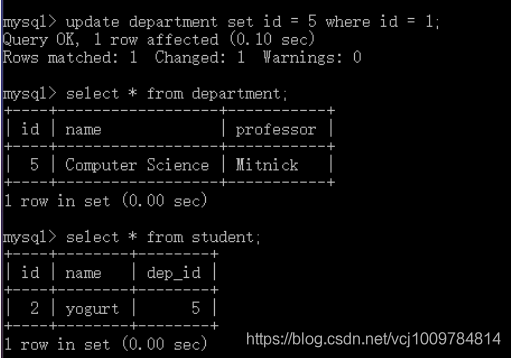 mysql> update department set id = 5 where id = 1;
Query OK, 1 row affected (0.10 sec)
Rows matched: 1  Changed: 1  Warnings: 0
mysql> select * from department;
+----+------------------+-----------+
| id | name             | professor |
+----+------------------+-----------+
|  5 | Computer Science | Mitnick   |
+----+------------------+-----------+
1 row in set (0.00 sec)
mysql> select * from student;
+----+--------+--------+
| id | name   | dep_id |
+----+--------+--------+
|  2 | yogurt |      5 |
+----+--------+--------+
1 row in set (0.00 sec)
https://blog.csdn.net/vcj1009784814